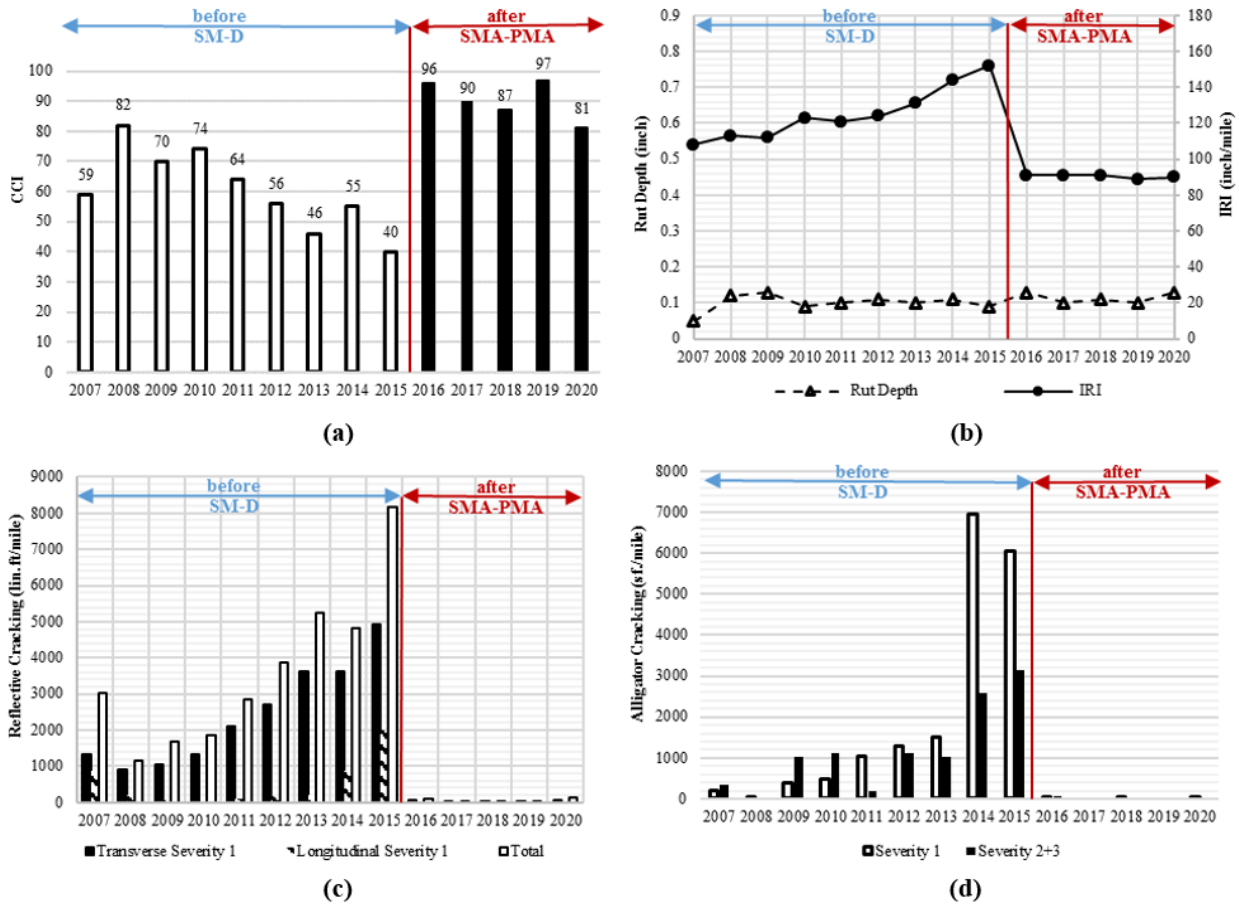 before
after
SM-D
SMA-PMA
100
90
80
70
60
50
40
30
20
10
0
CCI
59
82
70
74
64
56
46
55
40
96
90
87
97
81
2007 2008 2009 2010 2011 2012 2013 2014 2015 2016 2017 2018 2019 2020
(a)
before
after
SM-D
SMA-PMA
0.9
0.8
0.7
0.6
0.5
0.4
0.3
0.2
0.1
0
Rut Depth (inch)
180
160
140
120
100
80
60
40
20
0
IRI (inch/mile)
2007 2008 2009 2010 2011 2012 2013 2014 2015 2016 2017 2018 2019 2020
Rut Depth IRI
(b)
before
after
SM-D
SMA-PMA
9000
8000
7000
6000
5000
4000
3000
2000
1000
0
Reflective Cracking (lin.ft/mile)
2007 2008 2009 2010 2011 2012 2013 2014 2015 2016 2017 2018 2019 2020
Transverse Severity 1 Longitudinal Severity 1 Total
(c)
before
after
SM-D
SMA-PMA
8000
7000
6000
5000
4000
3000
2000
1000
0
Alligator Cracking (sf./mile)
2007 2008 2009 2010 2011 2012 2013 2014 2015 2016 2017 2018 2019 2020
Severity 1 Severity 2+3
(d)